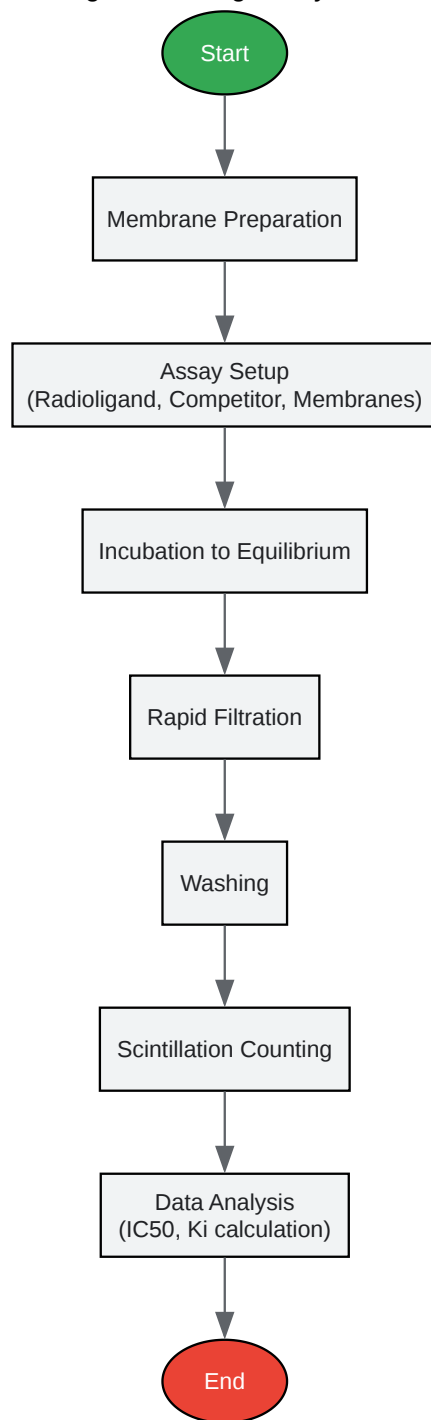 Start
Membrane Preparation
Assay Setup
(Radioligand, Competitor, Membranes)
Incubation to Equilibrium
Rapid Filtration
Washing
Scintillation Counting
Data Analysis
(IC50, Ki calculation)
End